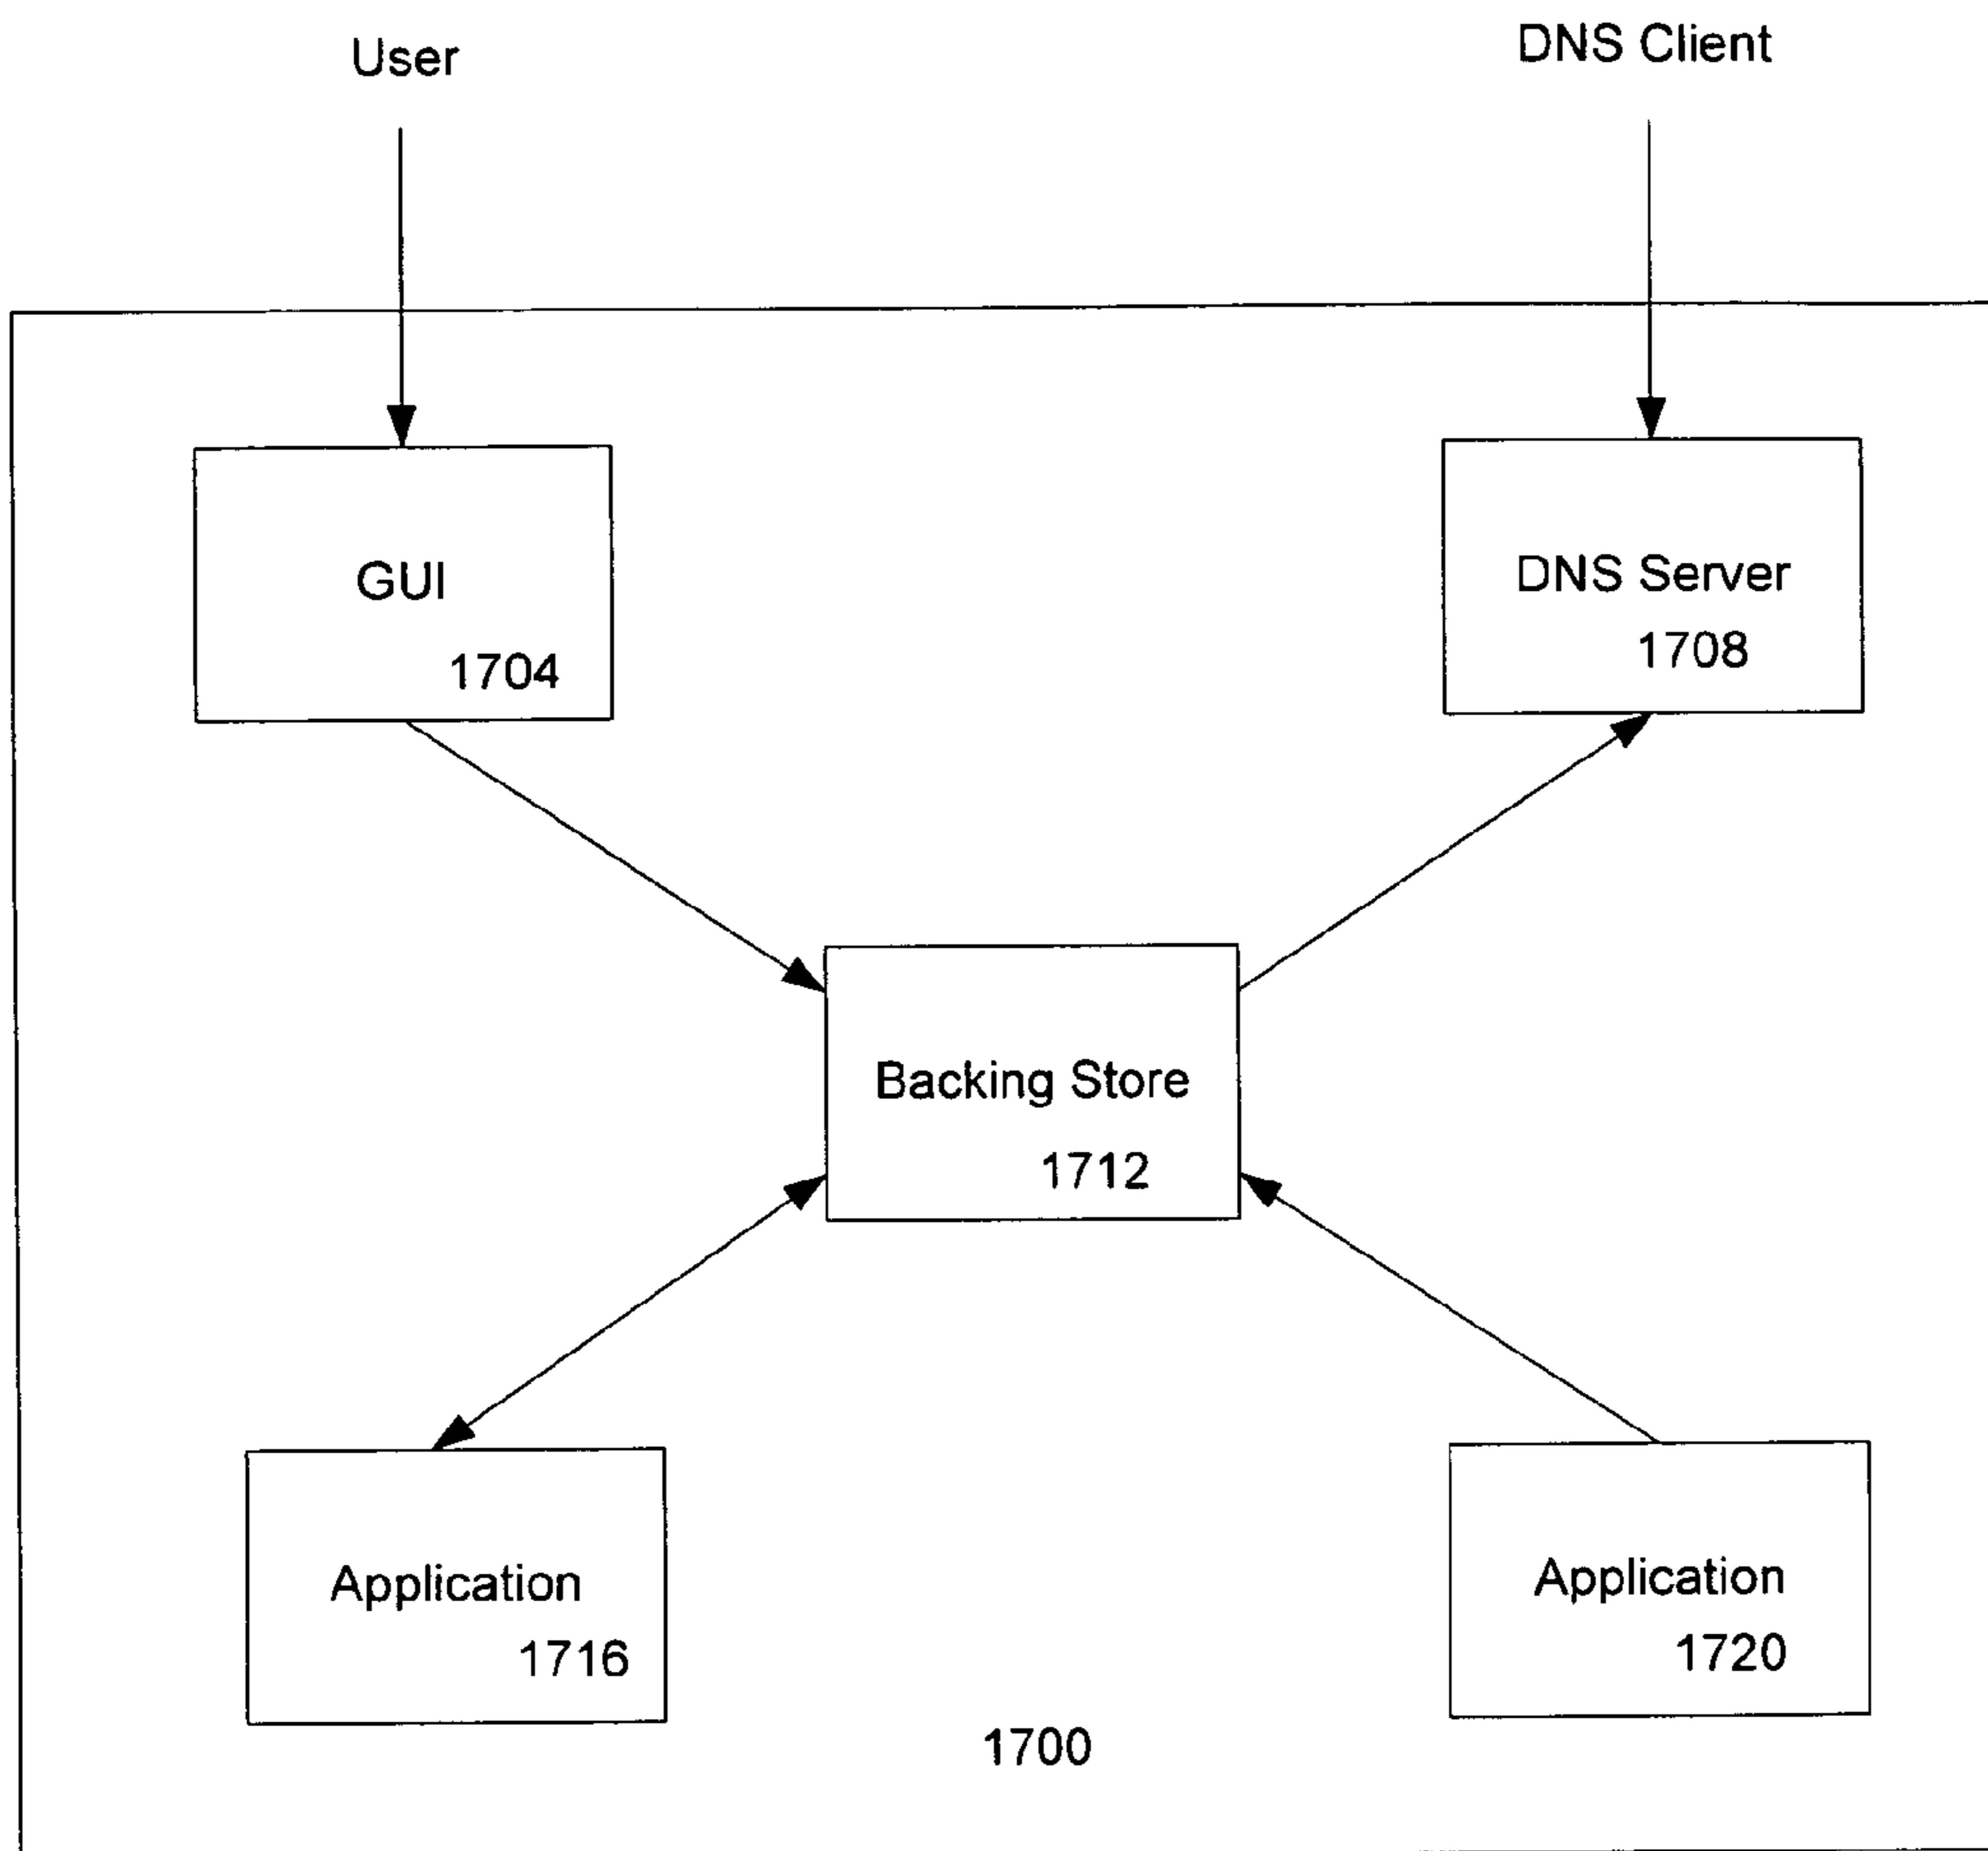 User
DNS Client
GUI
1704
DNS Server
1708
Backing Store
1712
Application
1716
Application
1720
1700